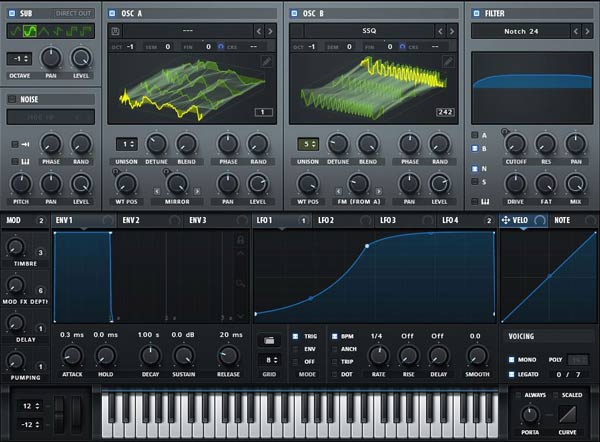 SUB DIRECT OUT
OSC A
OSC B
FILTER
---
SSQ
Notch 24
OCT -1 SEM 0 FIN 0 CRS --
OCT -1 SEM 0 FIN 0 CRS --
-1
OCTAVE PAN LEVEL
1
242
NOISE
A
B
N
S
PHASE RAND
1
UNISON DETUNE BLEND PHASE RAND
5
UNISON DETUNE BLEND PHASE RAND
CUTOFF RES PAN
PITCH PAN LEVEL
WT POS MIRROR PAN LEVEL
WT POS FM (FROM A) PAN LEVEL
DRIVE FAT MIX
MOD 2
ENV 1
ENV 2
ENV 3
LFO 1 1
LFO 2
LFO 3
LFO 4 2
VELO
NOTE
3
TIMBRE
6
MOD FX DEPTH
1
DELAY
1
PUMPING
0.3 ms 0.0 ms 1.00 s 0.0 dB 20 ms
ATTACK HOLD DECAY SUSTAIN RELEASE
8
GRID
TRIG
ENV
OFF
MODE
BPM
ANCH
TRIP
DOT
1/4 Off Off 0.0
RATE RISE DELAY SMOOTH
VOICING
MONO POLY
LEGATO 0 / 7
12
-12
ALWAYS SCALED
PORTA CURVE